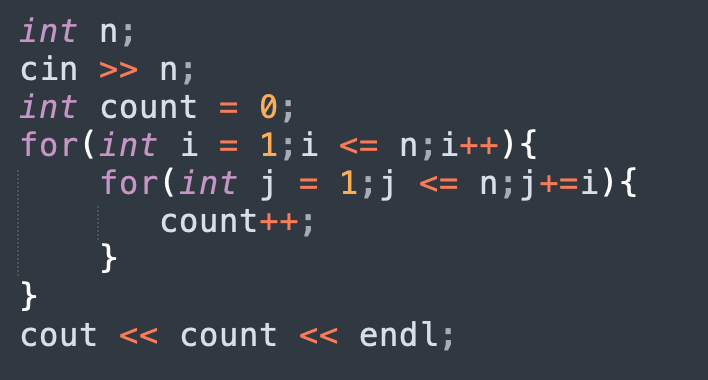 int n;
cin >> n;
int count = 0;
for(int i = 1;i <= n;i++){
    for(int j = 1;j <= n;j+=i){
       count++;
    }
}
cout << count << endl;